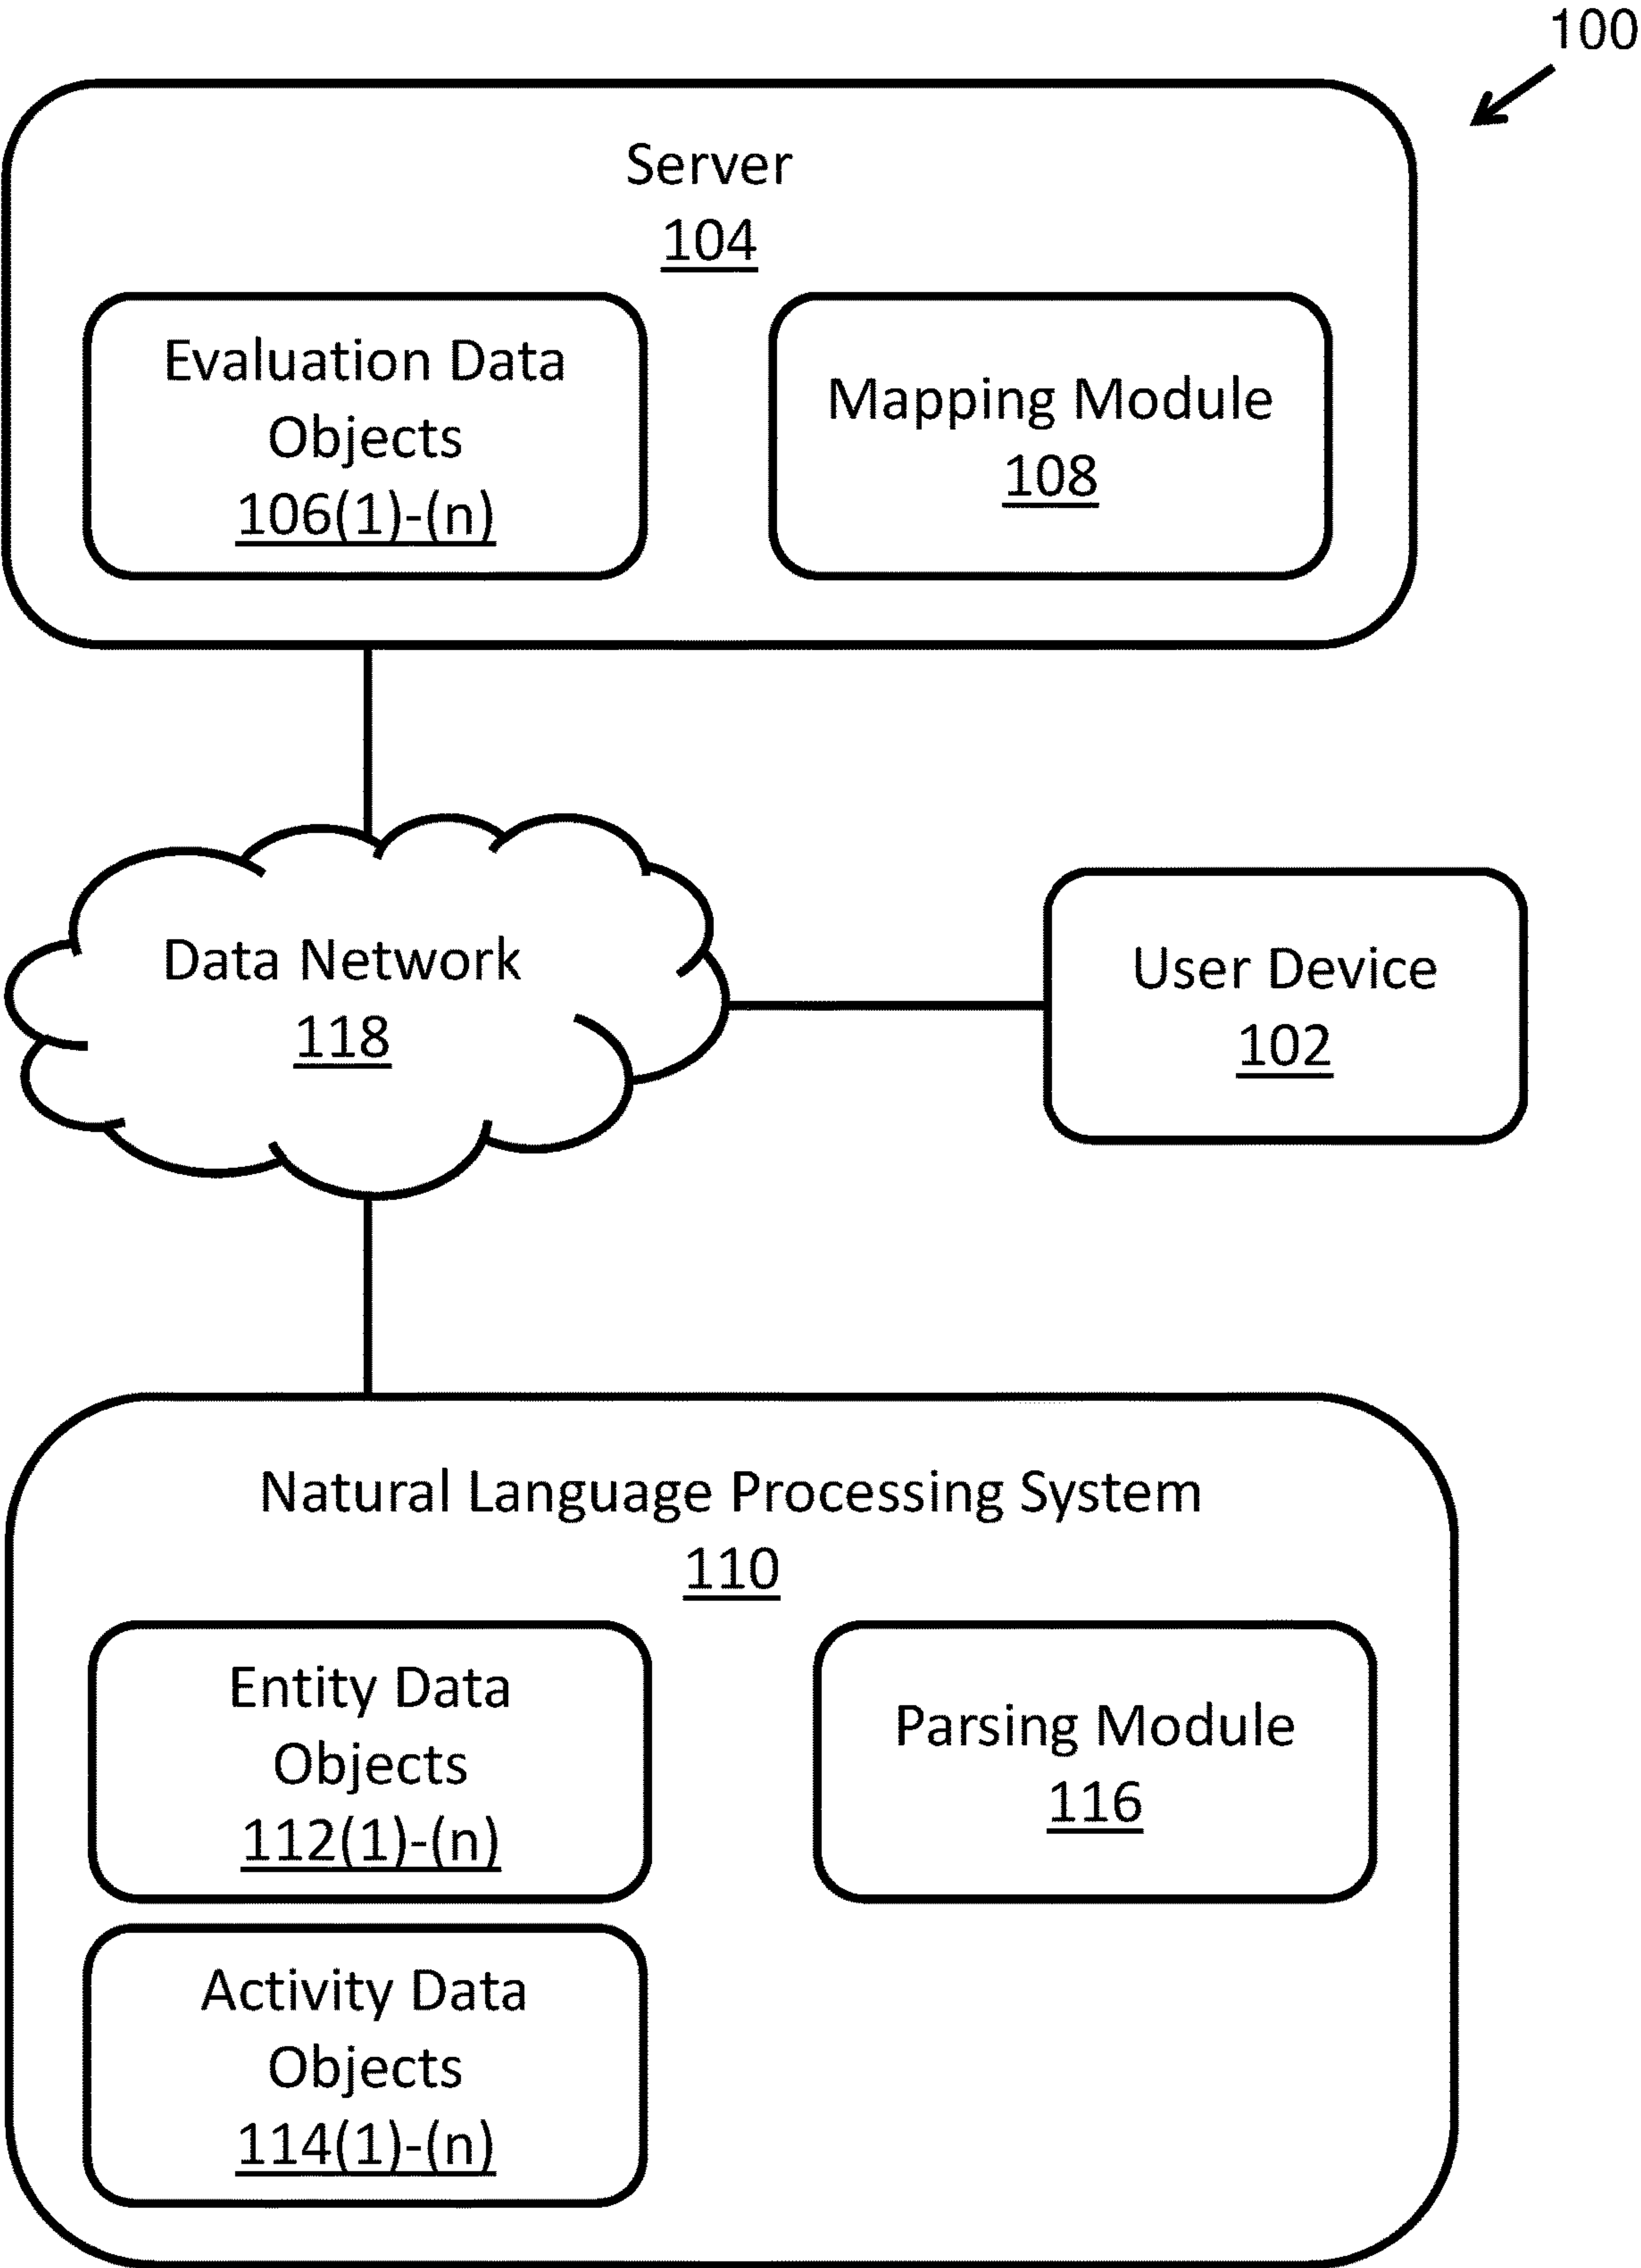 100
Server
104
Evaluation Data
Objects
106(1)-(n)
Mapping Module
108
Data Network
118
User Device
102
Natural Language Processing System
110
Entity Data
Objects
112(1)-(n)
Parsing Module
116
Activity Data
Objects
114(1)-(n)